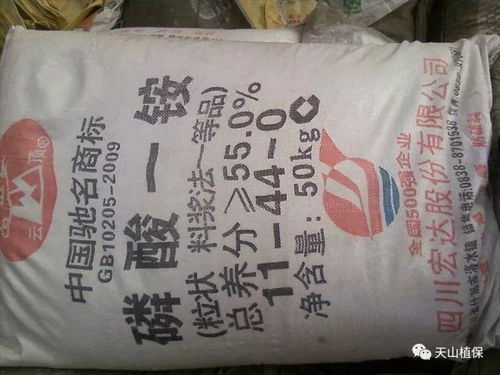 云
顶
中国驰名商标
GB10205-2009
磷酸一铵
(粒状 料浆法一等品)
总养分≥55.0%
11-44-0
净含量：50kg
全国500强企业
四川宏达股份有限公司
天山植保